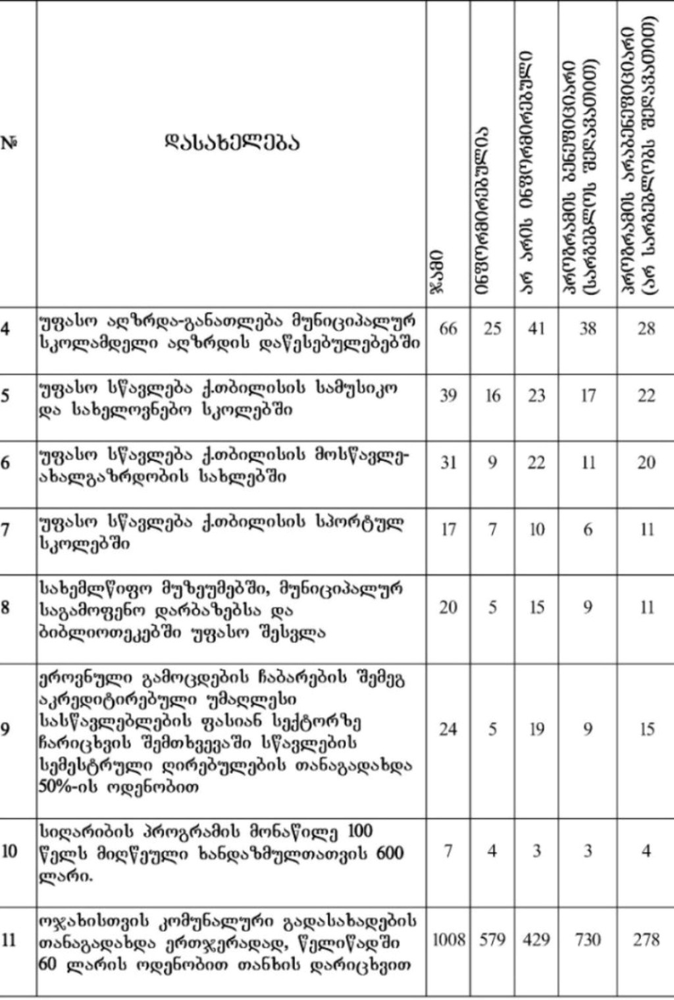 №
დასახელება
ჯამი
ინფორმირებულია
არ არის ინფორმირებული
პროგრამის ბენეფიციარი
(სარგებლოს შეღავათით)
პროგრამის არაბენეფიციარი
(არ სარგებლობს შეღავათით)
4 უფასო აღზრდა-განათლება მუნიციპალურ
სკოლამდელი აღზრდის დაწესებულებებში 66 25 41 38 28
5 უფასო სწავლება ქ.თბილისის სამუსიკო
და სახელოვნებო სკოლებში 39 16 23 17 22
6 უფასო სწავლება ქ.თბილისის მოსწავლე-
ახალგაზრდობის სახლებში 31 9 22 11 20
7 უფასო სწავლება ქ.თბილისის სპორტულ
სკოლებში 17 7 10 6 11
8 სახემლწიფო მუზეუმებში, მუნიციპალურ
საგამოფენო დარბაზებსა და
ბიბლიოთეკებში უფასო შესვლა 20 5 15 9 11
9 ეროვნული გამოცდების ჩაბარების შემეგ
აკრედიტირებული უმაღლესი
სასწავლებლების ფასიან სექტორზე
ჩარიცხვის შემთხვევაში სწავლების
სემესტრული ღირებულების თანაგადახდა
50%-ის ოდენობით 24 5 19 9 15
10 სიღარიბის პროგრამის მონაწილე 100
წელს მიღწეული ხანდაზმულთათვის 600
ლარი. 7 4 3 3 4
11 ოჯახისთვის კომუნალური გადასახადების
თანაგადახდა ერთჯერადად, წელიწადში
60 ლარის ოდენობით თანხის დარიცხვით 1008 579 429 730 278